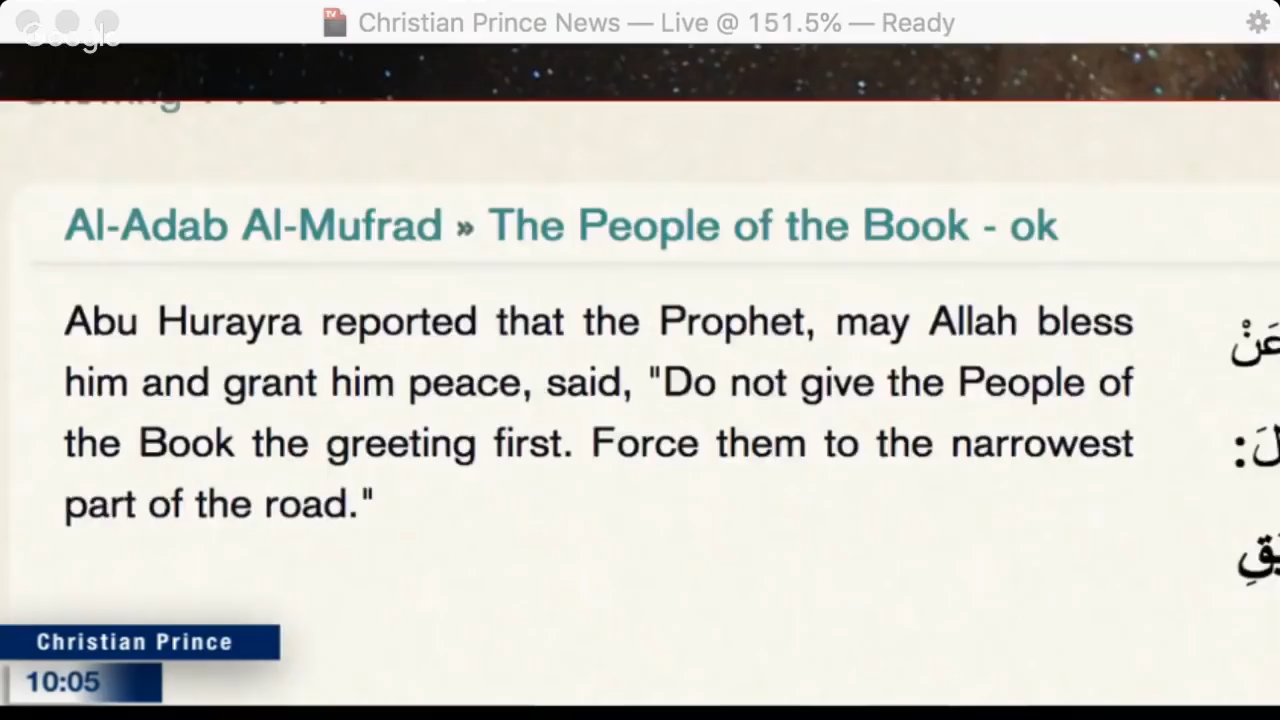 Christian Prince News — Live @ 151.5% — Ready
Google
Al-Adab Al-Mufrad » The People of the Book - ok
Abu Hurayra reported that the Prophet, may Allah bless
him and grant him peace, said, "Do not give the People of
the Book the greeting first. Force them to the narrowest
part of the road."
عَنْ
Christian Prince
10:05